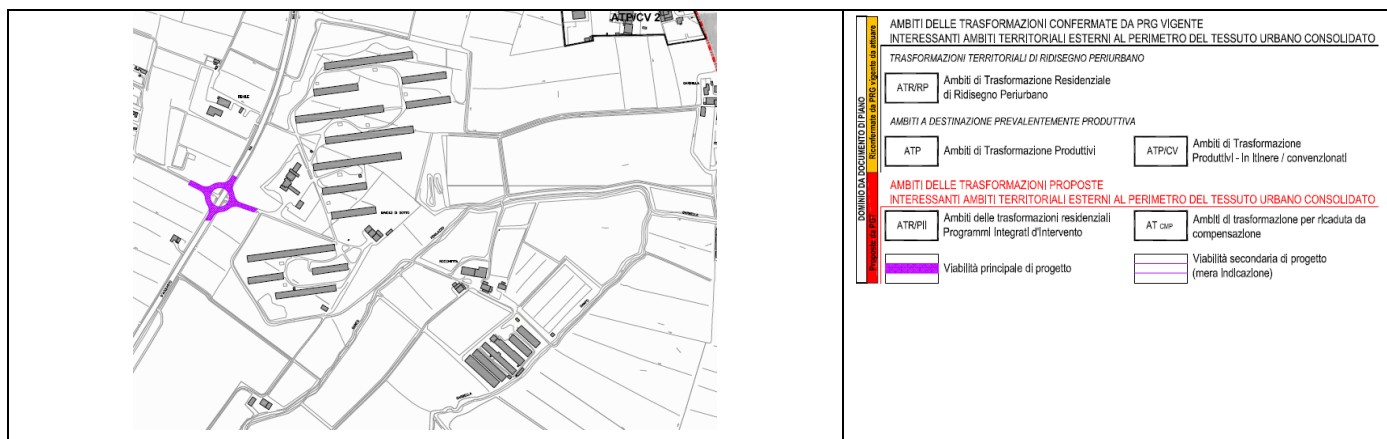 ATP/CV 2
AMBITI DELLE TRASFORMAZIONI CONFERMATE DA PRG VIGENTE
INTERESSANTI AMBITI TERRITORIALI ESTERNI AL PERIMETRO DEL TESSUTO URBANO CONSOLIDATO
TRASFORMAZIONI TERRITORIALI DI RIDISEGNO PERIURBANO
ATR/RP
Ambiti di Trasformazione Residenziale
di Ridisegno Periurbano
AMBITI A DESTINAZIONE PREVALENTEMENTE PRODUTTIVA
ATP
Ambiti di Trasformazione Produttivi
ATP/CV
Ambiti di Trasformazione
Produttivi - In itinere / convenzionati
AMBITI DELLE TRASFORMAZIONI PROPOSTE
INTERESSANTI AMBITI TERRITORIALI ESTERNI AL PERIMETRO DEL TESSUTO URBANO CONSOLIDATO
ATR/PII
Ambiti delle trasformazioni residenziali
Programmi Integrati d'Intervento
AT CMP
Ambiti di trasformazione per ricaduta da
compensazione
Viabilità principale di progetto
Viabilità secondaria di progetto
(mera indicazione)
DOMINIO DA DOCUMENTO DI PIANO
Riconfermate da PRG vigente da attuare
Proposte da PGT